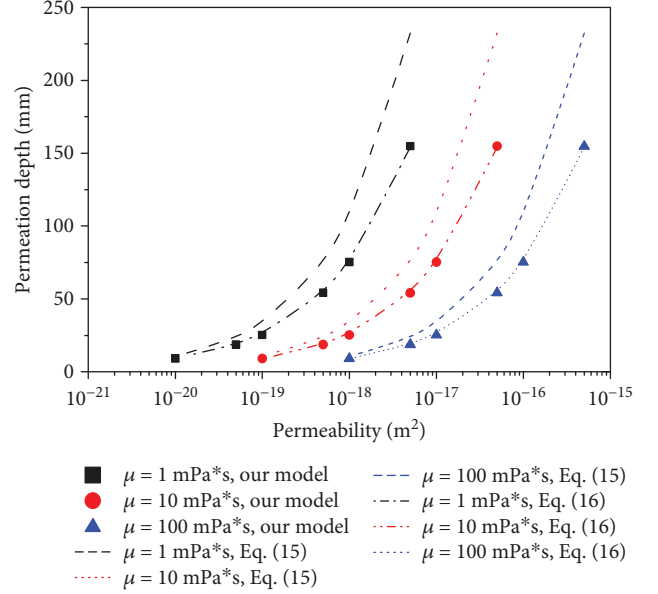 250
200
150
100
50
0
Permeation depth (mm)
10⁻²¹ 10⁻²⁰ 10⁻¹⁹ 10⁻¹⁸ 10⁻¹⁷ 10⁻¹⁶ 10⁻¹⁵
Permeability (m²)
μ = 1 mPa*s, our model
μ = 10 mPa*s, our model
μ = 100 mPa*s, our model
μ = 1 mPa*s, Eq. (15)
μ = 10 mPa*s, Eq. (15)
μ = 100 mPa*s, Eq. (15)
μ = 1 mPa*s, Eq. (16)
μ = 10 mPa*s, Eq. (16)
μ = 100 mPa*s, Eq. (16)